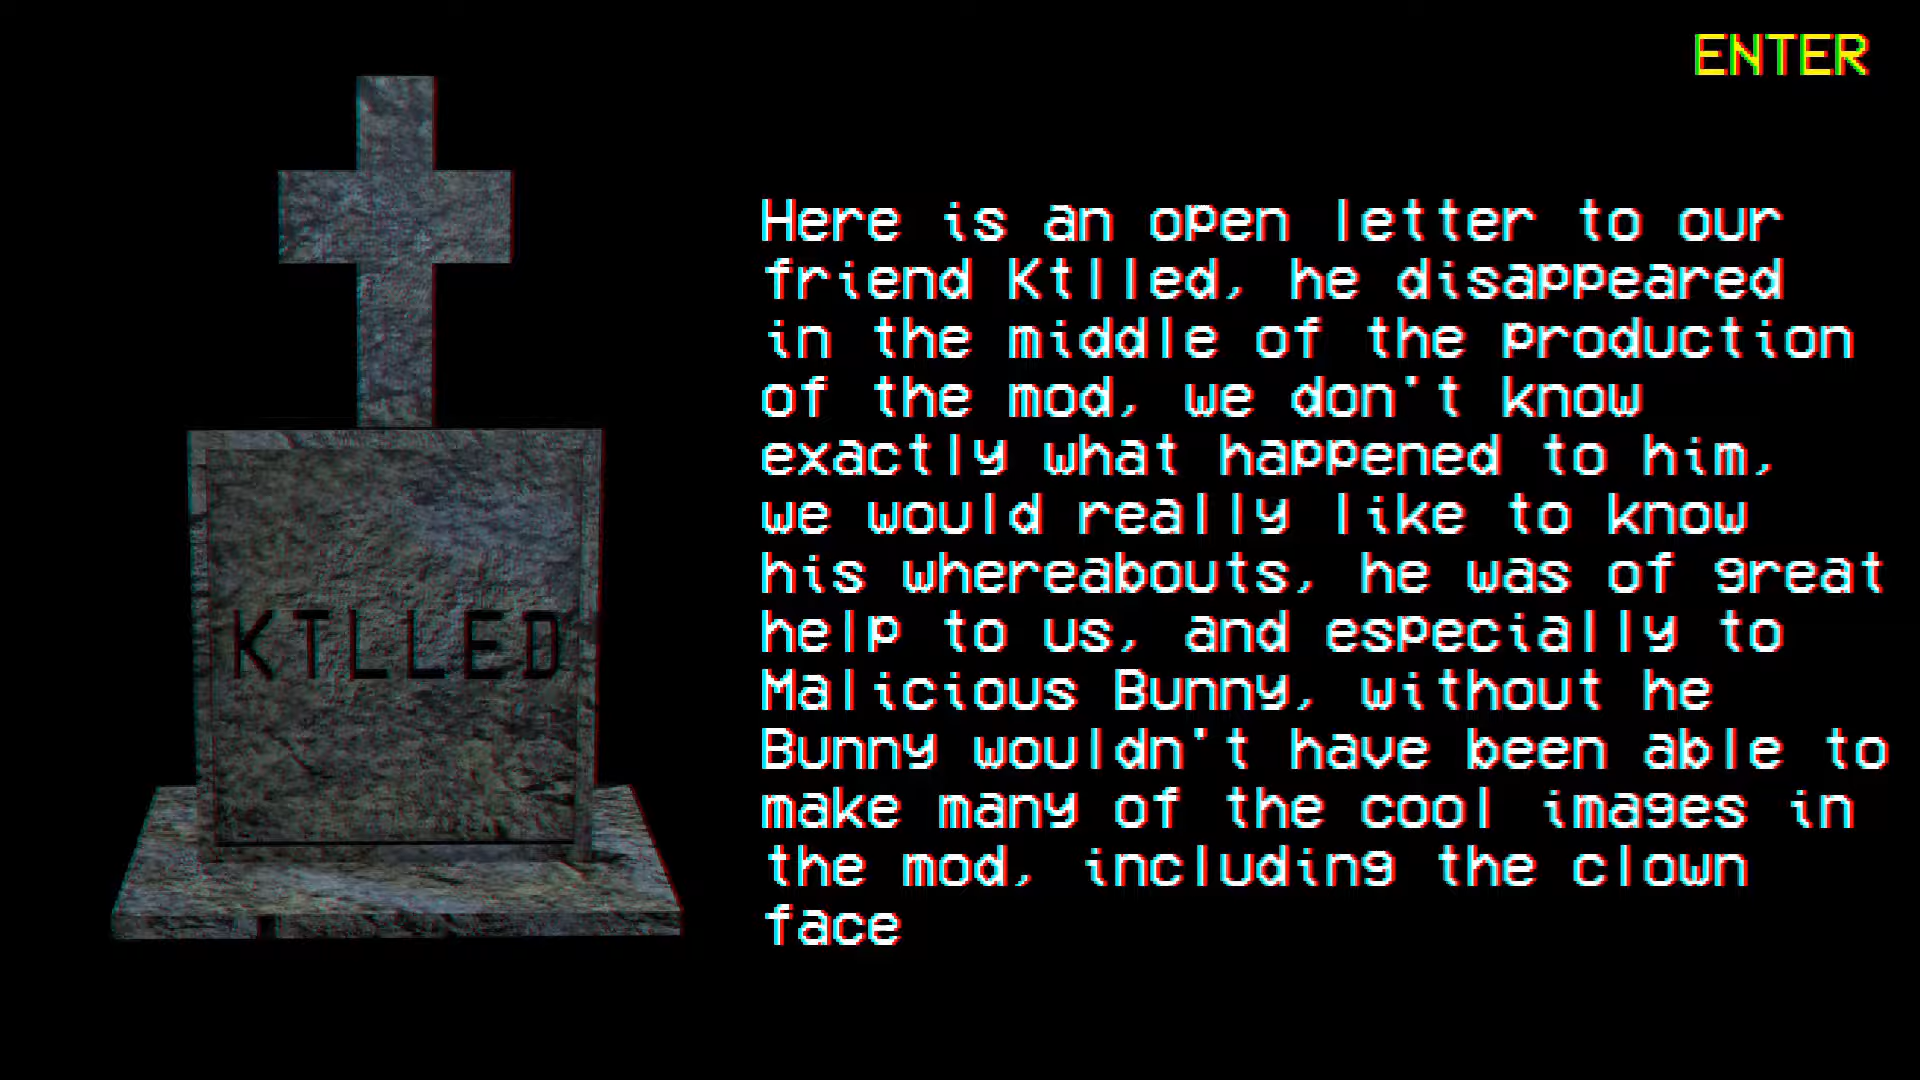 ENTER
Here is an open letter to our
friend Ktlled, he disappeared
in the middle of the production
of the mod, we don't know
exactly what happened to him,
we would really like to know
his whereabouts, he was of great
help to us, and especially to
Malicious Bunny, without he
Bunny wouldn't have been able to
make many of the cool images in
the mod, including the clown
face
KTLLED